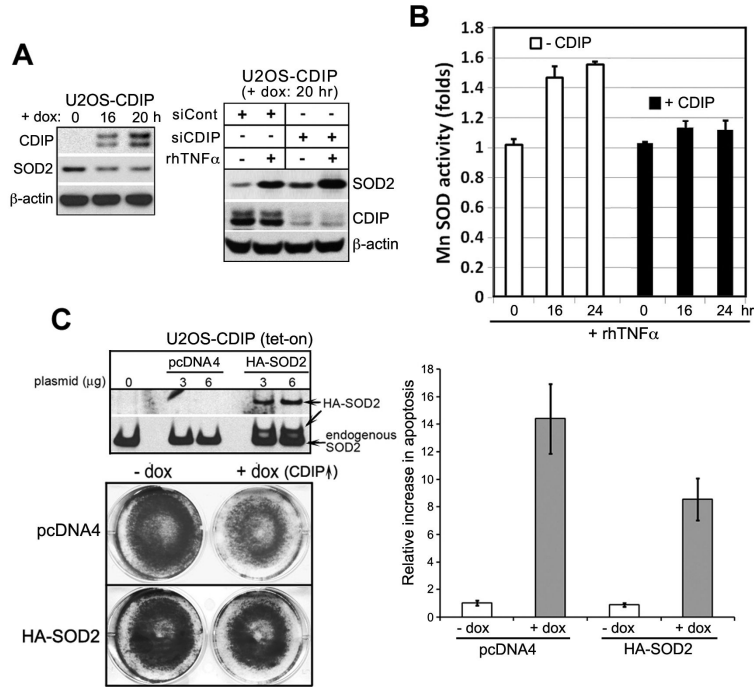 A
U2OS-CDIP
+ dox: 0 16 20 h
CDIP
SOD2
β-actin
U2OS-CDIP
(+ dox: 20 hr)
siCont + + - -
siCDIP - - + +
rhTNFα - + - +
SOD2
CDIP
β-actin
B
Mn SOD activity (folds)
1.8
1.6
1.4
1.2
1
0.8
0.6
0.4
0.2
0
- CDIP
+ CDIP
0 16 24 0 16 24 hr
+ rhTNFα
C
U2OS-CDIP (tet-on)
pcDNA4 HA-SOD2
plasmid (µg) 0 3 6 3 6
HA-SOD2
endogenous
SOD2
- dox + dox (CDIP
)
pcDNA4
HA-SOD2
Relative increase in apoptosis
18
16
14
12
10
8
6
4
2
0
- dox + dox - dox + dox
pcDNA4 HA-SOD2